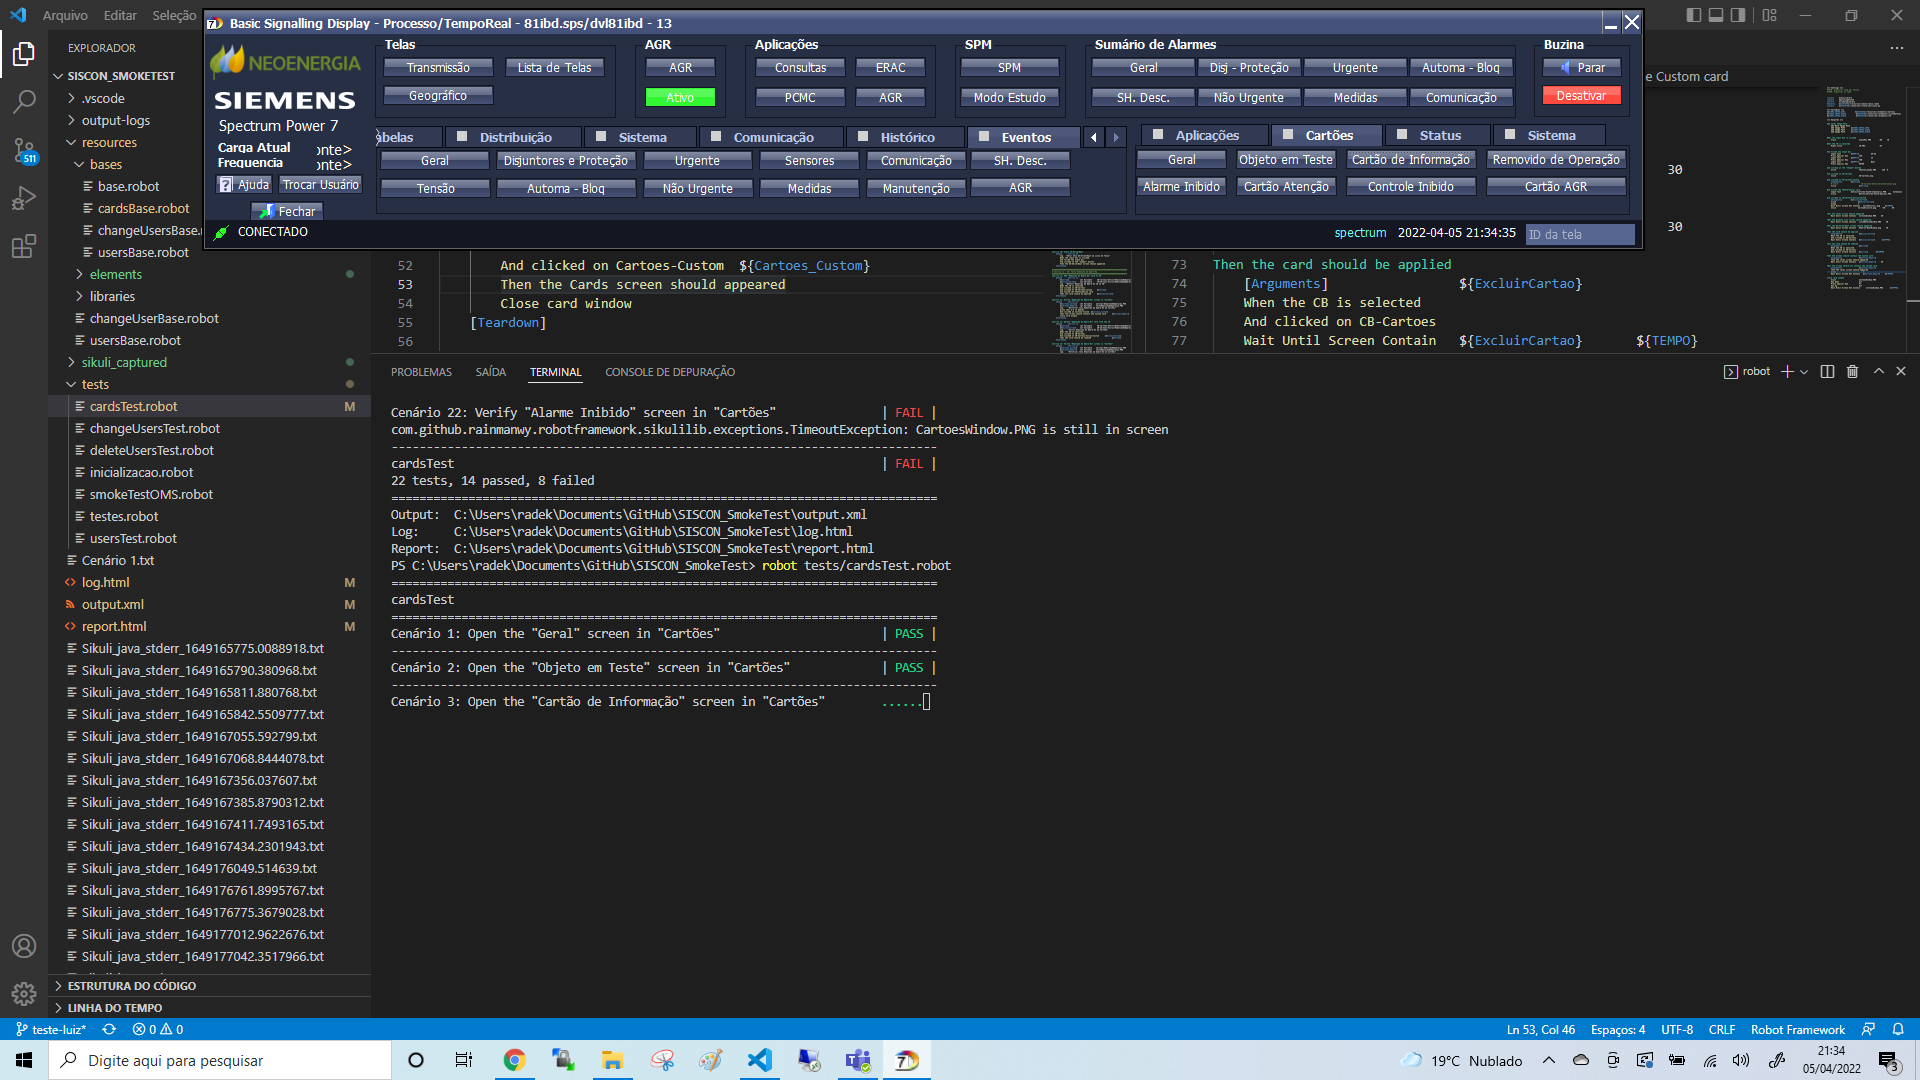 Arquivo Editar Seleção
Basic Signalling Display - Processo/TempoReal - 81ibd.sps/dvl81ibd - 13
NEOENERGIA
SIEMENS
Spectrum Power 7
Carga Atual onte>
Frequencia onte>
Ajuda Trocar Usuário
Fechar
Telas
Transmissão Lista de Telas
Geográfico
AGR
AGR
Ativo
Aplicações
Consultas ERAC
PCMC AGR
SPM
SPM
Modo Estudo
Sumário de Alarmes
Geral Disj - Proteção Urgente Automa - Bloq
SH. Desc. Não Urgente Medidas Comunicação
Buzina
Parar
Desativar
abelas Distribuição Sistema Comunicação Histórico Eventos
Geral Disjuntores e Proteção Urgente Sensores Comunicação SH. Desc.
Tensão Automa - Bloq Não Urgente Medidas Manutenção AGR
Aplicações Cartões Status Sistema
Geral Objeto em Teste Cartão de Informação Removido de Operação
Alarme Inibido Cartão Atenção Controle Inibido Cartão AGR
CONECTADO
spectrum 2022-04-05 21:34:35 ID da tela
EXPLORADOR
SISCON_SMOKETEST
.vscode
output-logs
resources
bases
base.robot
cardsBase.robot
changeUsersBase.
usersBase.robot
elements
libraries
changeUserBase.robot
usersBase.robot
sikuli_captured
tests
cardsTest.robot M
changeUsersTest.robot
deleteUsersTest.robot
inicializacao.robot
smokeTestOMS.robot
testes.robot
usersTest.robot
Cenário 1.txt
log.html M
output.xml M
report.html M
Sikuli_java_stderr_1649165775.0088918.txt
Sikuli_java_stderr_1649165790.380968.txt
Sikuli_java_stderr_1649165811.880768.txt
Sikuli_java_stderr_1649165842.5509777.txt
Sikuli_java_stderr_1649167055.592799.txt
Sikuli_java_stderr_1649167068.8444078.txt
Sikuli_java_stderr_1649167356.037607.txt
Sikuli_java_stderr_1649167385.8790312.txt
Sikuli_java_stderr_1649167411.7493165.txt
Sikuli_java_stderr_1649167434.2301943.txt
Sikuli_java_stderr_1649176049.514639.txt
Sikuli_java_stderr_1649176761.8995767.txt
Sikuli_java_stderr_1649176775.3679028.txt
Sikuli_java_stderr_1649177012.9622676.txt
Sikuli_java_stderr_1649177042.3517966.txt
ESTRUTURA DO CÓDIGO
LINHA DO TEMPO
511
e Custom card
30
30
52 And clicked on Cartoes-Custom ${Cartoes_Custom}
53 Then the Cards screen should appeared
54 Close card window
55 [Teardown]
56
73 Then the card should be applied
74 [Arguments] ${ExcluirCartao}
75 When the CB is selected
76 And clicked on CB-Cartoes
77 Wait Until Screen Contain ${ExcluirCartao} ${TEMPO}
PROBLEMAS SAÍDA TERMINAL CONSOLE DE DEPURAÇÃO
robot
Cenário 22: Verify "Alarme Inibido" screen in "Cartões" | FAIL |
com.github.rainmanwy.robotframework.sikulilib.exceptions.TimeoutException: CartoesWindow.PNG is still in screen
------------------------------------------------------------------------------
cardsTest | FAIL |
22 tests, 14 passed, 8 failed
==============================================================================
Output: C:\Users\radek\Documents\GitHub\SISCON_SmokeTest\output.xml
Log: C:\Users\radek\Documents\GitHub\SISCON_SmokeTest\log.html
Report: C:\Users\radek\Documents\GitHub\SISCON_SmokeTest\report.html
PS C:\Users\radek\Documents\GitHub\SISCON_SmokeTest> robot tests/cardsTest.robot
==============================================================================
cardsTest
==============================================================================
Cenário 1: Open the "Geral" screen in "Cartões" | PASS |
------------------------------------------------------------------------------
Cenário 2: Open the "Objeto em Teste" screen in "Cartões" | PASS |
------------------------------------------------------------------------------
Cenário 3: Open the "Cartão de Informação" screen in "Cartões" ......
teste-luiz* 0 0
Ln 53, Col 46 Espaços: 4 UTF-8 CRLF Robot Framework
Digite aqui para pesquisar
19°C Nublado
21:34
05/04/2022
3